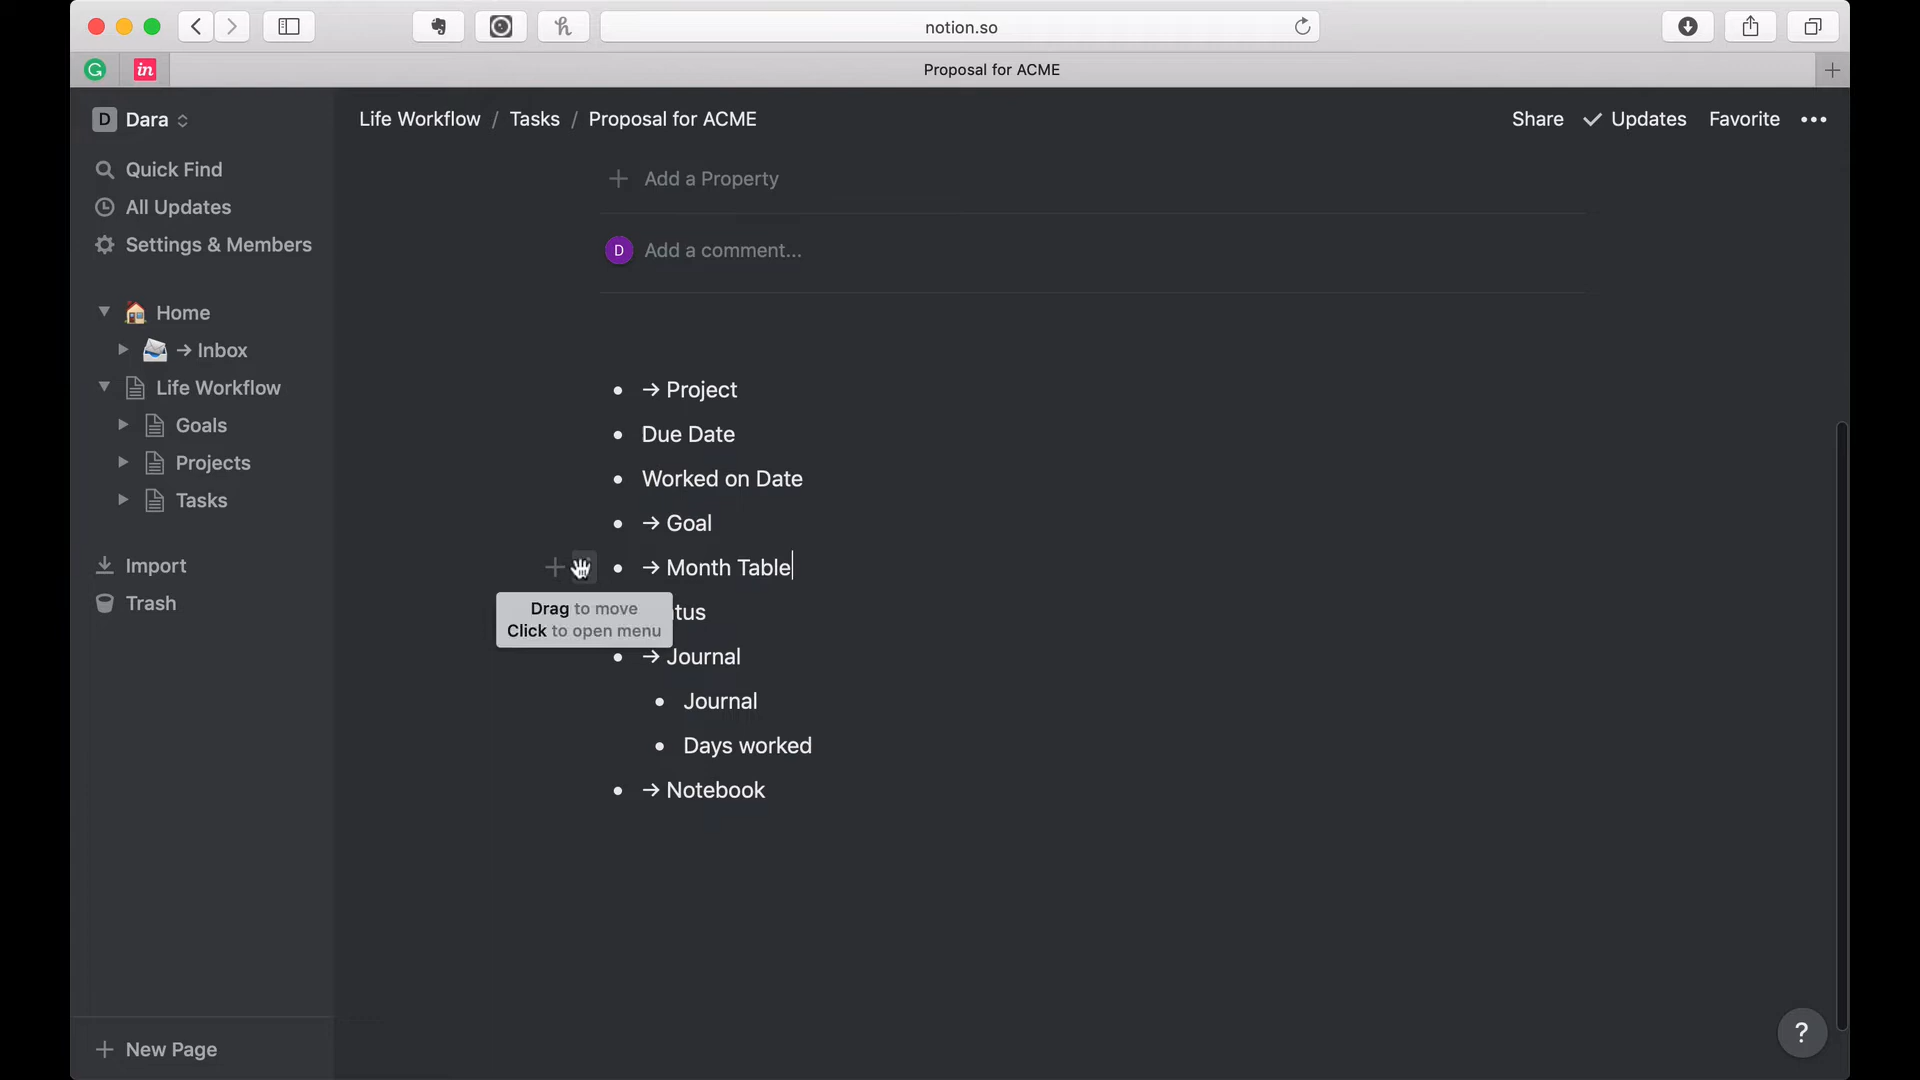 notion.so
Proposal for ACME
D Dara
Life Workflow / Tasks / Proposal for ACME
Share Updates Favorite
Quick Find
All Updates
Settings & Members
Home
→ Inbox
Life Workflow
Goals
Projects
Tasks
Import
Trash
New Page
Add a Property
D Add a comment...
• → Project
• Due Date
• Worked on Date
• → Goal
• → Month Table
Drag to move
Click to open menu
tus
• → Journal
• Journal
• Days worked
• → Notebook
?